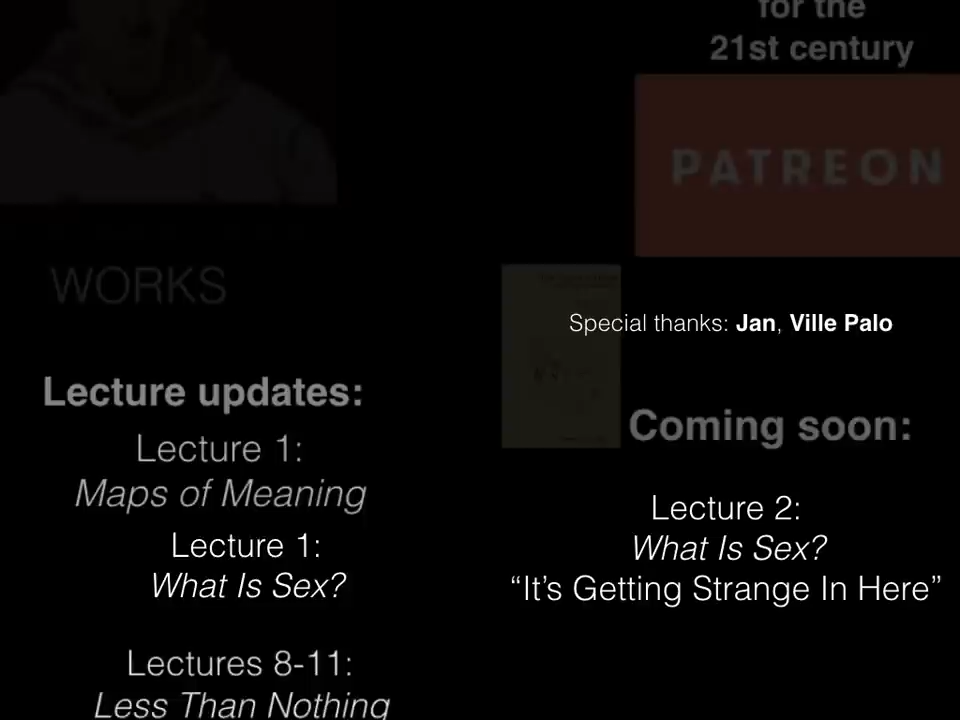 for the
21st century
PATREON
WORKS
Special thanks: Jan, Ville Palo
Lecture updates:
Lecture 1:
Maps of Meaning
Lecture 1:
What Is Sex?
Lectures 8-11:
Less Than Nothing
Coming soon:
Lecture 2:
What Is Sex?
“It’s Getting Strange In Here”